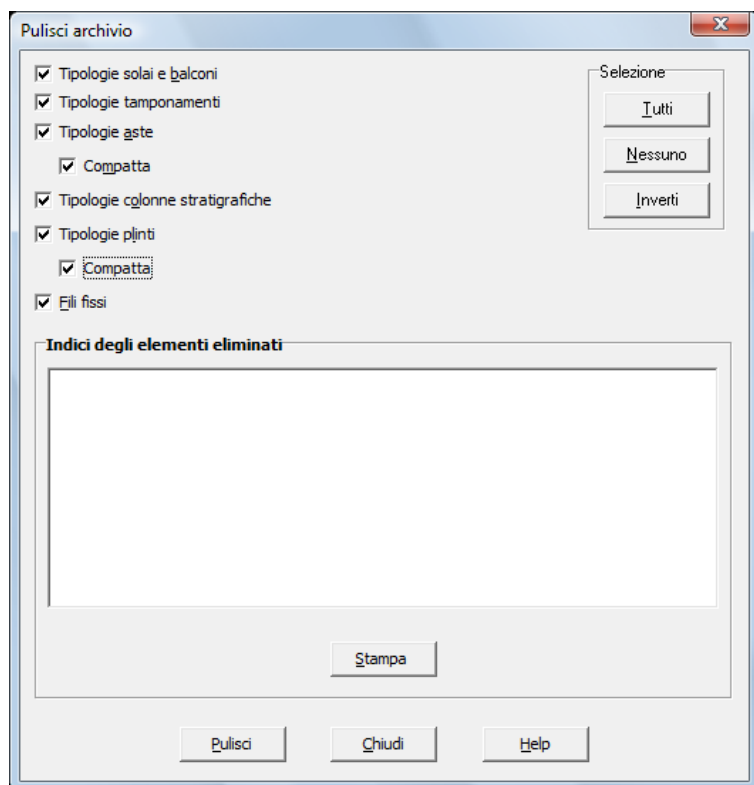 Pulisci archivio
Tipologie solai e balconi
Tipologie tamponamenti
Tipologie aste
Compatta
Tipologie colonne stratigrafiche
Tipologie plinti
Compatta
Fili fissi
Selezione
Tutti
Nessuno
Inverti
Indici degli elementi eliminati
Stampa
Pulisci
Chiudi
Help